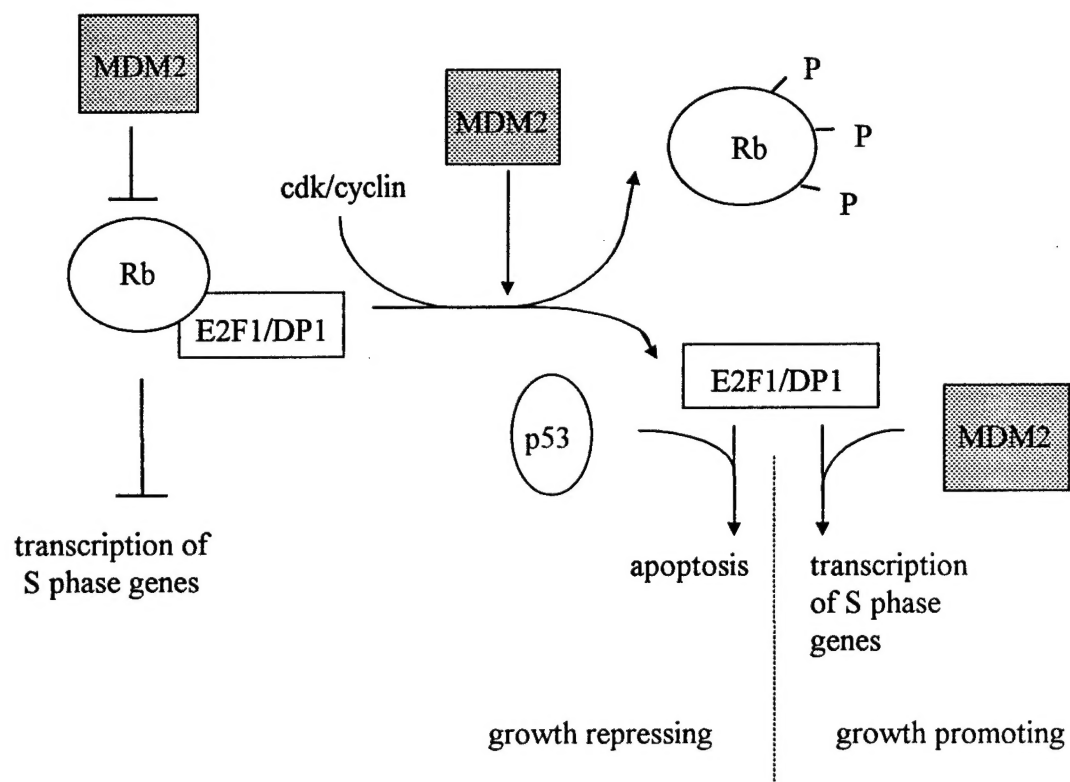 MDM2
MDM2
P
Rb
P
P
cdk/cyclin
Rb
E2F1/DP1
E2F1/DP1
p53
MDM2
transcription of
S phase genes
apoptosis
transcription
of S phase
genes
growth repressing
growth promoting